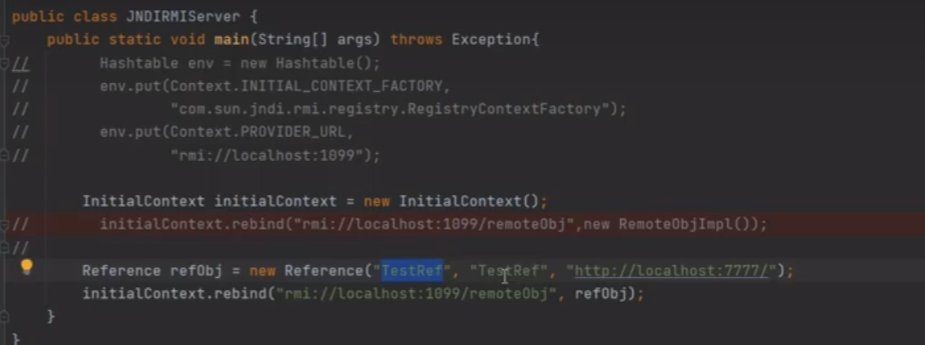 public class JNDIRMIServer {
public static void main(String[] args) throws Exception{
// Hashtable env = new Hashtable();
// env.put(Context.INITIAL_CONTEXT_FACTORY,
// "com.sun.jndi.rmi.registry.RegistryContextFactory");
// env.put(Context.PROVIDER_URL,
// "rmi://localhost:1099");
InitialContext initialContext = new InitialContext();
// initialContext.rebind("rmi://localhost:1099/remoteObj",new RemoteObjImpl());
//
Reference refObj = new Reference("TestRef", "TestRef", "http://localhost:7777/");
initialContext.rebind("rmi://localhost:1099/remoteObj", refObj);
}
}